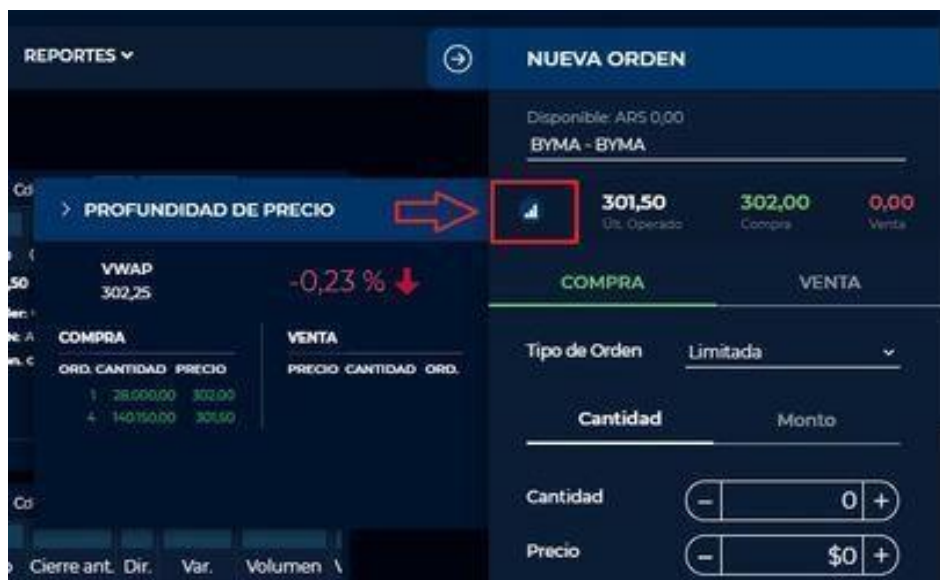 REPORTES
NUEVA ORDEN
Disponible: ARS 0,00
BYMA - BYMA
PROFUNDIDAD DE PRECIO
301,50 302,00 0,00
Últ. Operado Compra Venta
VWAP
302,25
-0,23 %
COMPRA VENTA
COMPRA VENTA
ORD. CANTIDAD PRECIO PRECIO CANTIDAD ORD.
1 28.000,00 302,00
4 140.150,00 301,50
Tipo de Orden Limitada
Cantidad Monto
Cantidad - 0 +
Precio - $0 +
Cierre ant. Dir. Var. Volumen